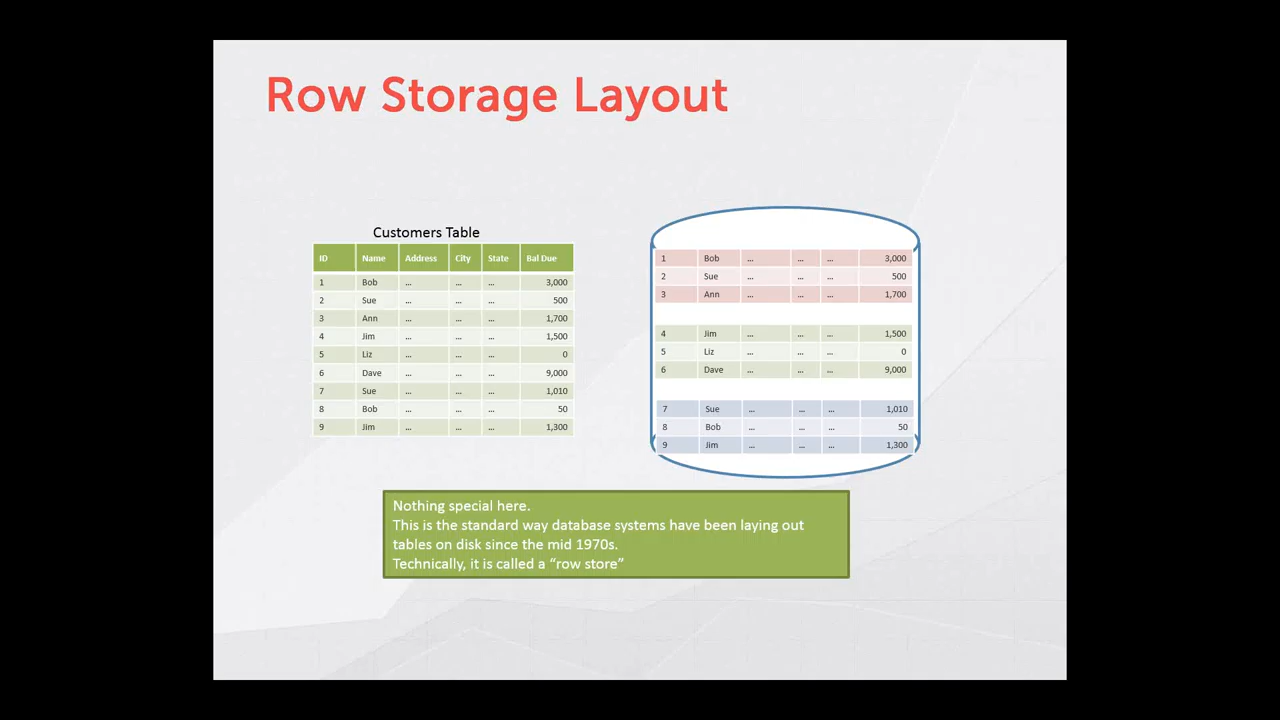 Row Storage Layout
Customers Table
ID Name Address City State Bal Due
1 Bob ... ... ... 3,000
2 Sue ... ... ... 500
3 Ann ... ... ... 1,700
4 Jim ... ... ... 1,500
5 Liz ... ... ... 0
6 Dave ... ... ... 9,000
7 Sue ... ... ... 1,010
8 Bob ... ... ... 50
9 Jim ... ... ... 1,300
1 Bob ... ... ... 3,000
2 Sue ... ... ... 500
3 Ann ... ... ... 1,700
4 Jim ... ... ... 1,500
5 Liz ... ... ... 0
6 Dave ... ... ... 9,000
7 Sue ... ... ... 1,010
8 Bob ... ... ... 50
9 Jim ... ... ... 1,300
Nothing special here.
This is the standard way database systems have been laying out
tables on disk since the mid 1970s.
Technically, it is called a “row store”